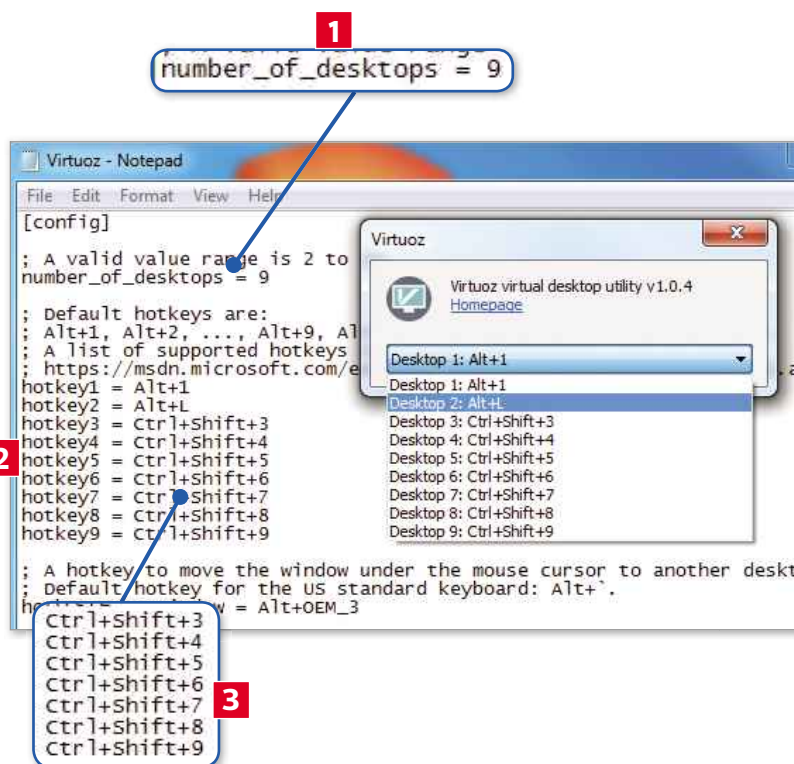 1
number_of_desktops = 9
Virtuoz - Notepad
File Edit Format View Help
[config]
; A valid value range is 2 to
number_of_desktops = 9
; Default hotkeys are:
; Alt+1, Alt+2, ..., Alt+9, Al
; A list of supported hotkeys
; https://msdn.microsoft.com/e
hotkey1 = Alt+1
hotkey2 = Alt+L
hotkey3 = Ctrl+Shift+3
hotkey4 = Ctrl+Shift+4
2
hotkey5 = Ctrl+Shift+5
hotkey6 = Ctrl+Shift+6
hotkey7 = Ctrl+Shift+7
hotkey8 = Ctrl+Shift+8
hotkey9 = Ctrl+Shift+9
; A hotkey to move the window under the mouse cursor to another deskt
; Default hotkey for the US standard keyboard: Alt+`.
= Alt+OEM_3
Virtuoz
Virtuoz virtual desktop utility v1.0.4
Homepage
Desktop 1: Alt+1
Desktop 1: Alt+1
Desktop 2: Alt+L
Desktop 3: Ctrl+Shift+3
Desktop 4: Ctrl+Shift+4
Desktop 5: Ctrl+Shift+5
Desktop 6: Ctrl+Shift+6
Desktop 7: Ctrl+Shift+7
Desktop 8: Ctrl+Shift+8
Desktop 9: Ctrl+Shift+9
Ctrl+Shift+3
Ctrl+Shift+4
Ctrl+Shift+5
Ctrl+Shift+6
Ctrl+Shift+7
Ctrl+Shift+8
Ctrl+Shift+9
3